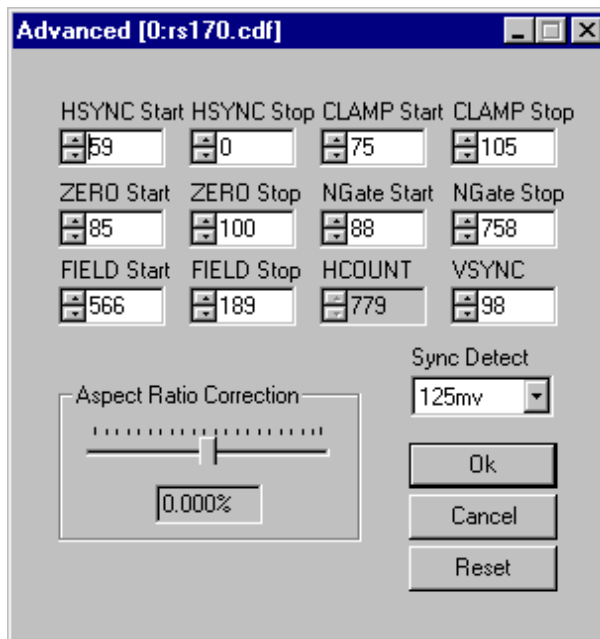 Advanced [0:rs170.cdf]
HSYNC Start HSYNC Stop CLAMP Start CLAMP Stop
59 0 75 105
ZERO Start ZERO Stop NGate Start NGate Stop
85 100 88 758
FIELD Start FIELD Stop HCOUNT VSYNC
566 189 779 98
Sync Detect
125mv
Aspect Ratio Correction
0.000%
Ok
Cancel
Reset